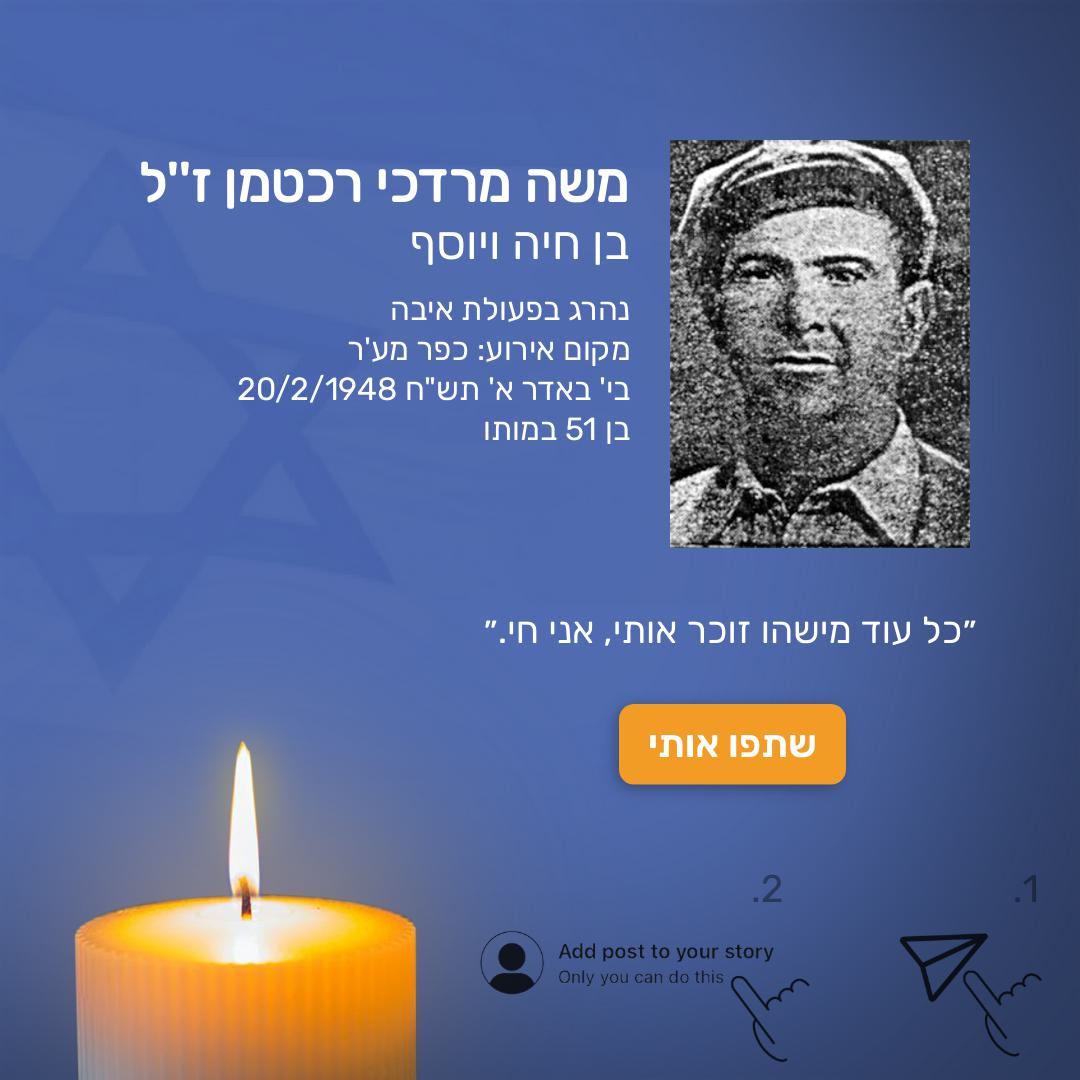 משה מרדכי רכטמן ז"ל
בן חיה ויוסף
נהרג בפעולת איבה
מקום אירוע: כפר מע'ר
בי' באדר א' תש"ח 20/2/1948
בן 51 במותו
״כל עוד מישהו זוכר אותי, אני חי.״
שתפו אותי
.1
.2
Add post to your story
Only you can do this